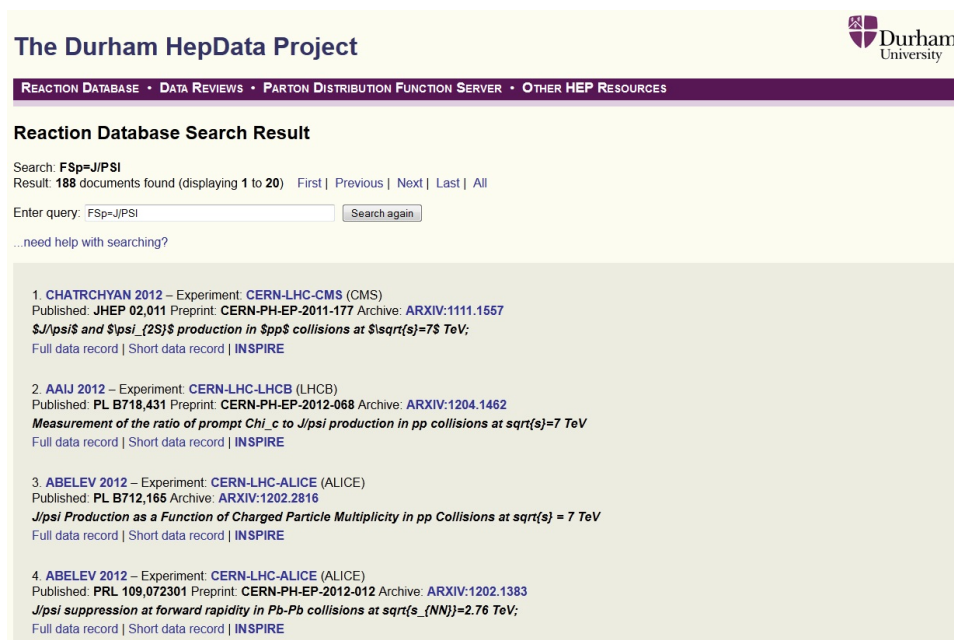 The Durham HepData Project
Durham
University
REACTION DATABASE • DATA REVIEWS • PARTON DISTRIBUTION FUNCTION SERVER • OTHER HEP RESOURCES
Reaction Database Search Result
Search: FSp=J/PSI
Result: 188 documents found (displaying 1 to 20) First | Previous | Next | Last | All
Enter query: FSp=J/PSI Search again
...need help with searching?
1. CHATRCHYAN 2012 – Experiment: CERN-LHC-CMS (CMS)
Published: JHEP 02,011 Preprint: CERN-PH-EP-2011-177 Archive: ARXIV:1111.1557
$J/\psi$ and $\psi_{2S}$ production in $pp$ collisions at $\sqrt{s}=7$ TeV;
Full data record | Short data record | INSPIRE
2. AAIJ 2012 – Experiment: CERN-LHC-LHCB (LHCB)
Published: PL B718,431 Preprint: CERN-PH-EP-2012-068 Archive: ARXIV:1204.1462
Measurement of the ratio of prompt Chi_c to J/psi production in pp collisions at sqrt{s}=7 TeV
Full data record | Short data record | INSPIRE
3. ABELEV 2012 – Experiment: CERN-LHC-ALICE (ALICE)
Published: PL B712,165 Archive: ARXIV:1202.2816
J/psi Production as a Function of Charged Particle Multiplicity in pp Collisions at sqrt{s} = 7 TeV
Full data record | Short data record | INSPIRE
4. ABELEV 2012 – Experiment: CERN-LHC-ALICE (ALICE)
Published: PRL 109,072301 Preprint: CERN-PH-EP-2012-012 Archive: ARXIV:1202.1383
J/psi suppression at forward rapidity in Pb-Pb collisions at sqrt{s_{NN}}=2.76 TeV;
Full data record | Short data record | INSPIRE